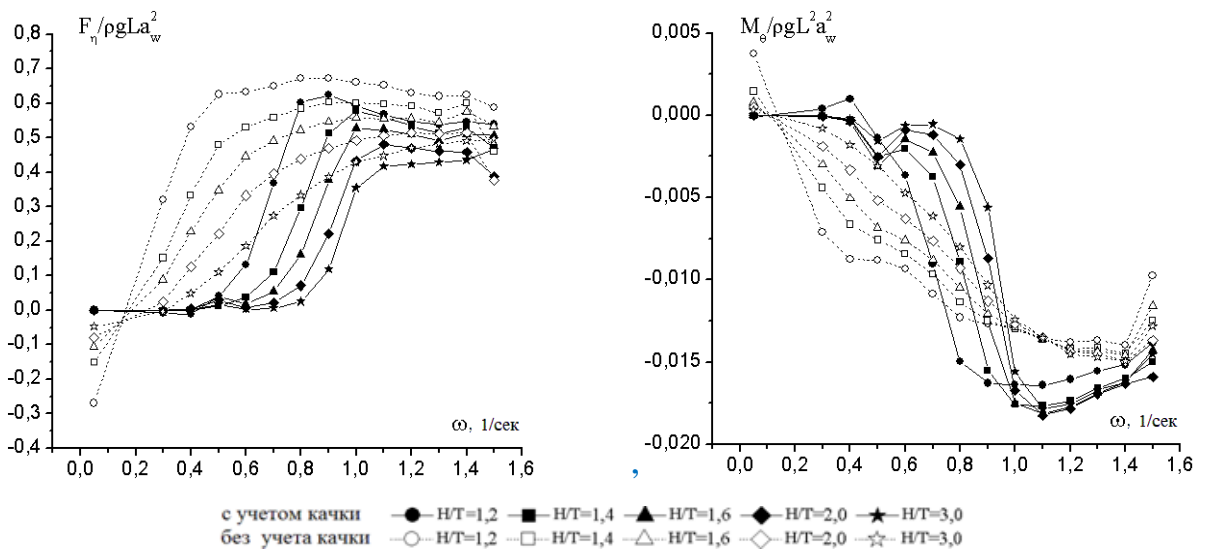 F_η/ρgLa_w^2
0,8
0,7
0,6
0,5
0,4
0,3
0,2
0,1
0,0
-0,1
-0,2
-0,3
-0,4
ω, 1/сек
0,0 0,2 0,4 0,6 0,8 1,0 1,2 1,4 1,6
M_θ/ρgL^2a_w^2
0,005
0,000
-0,005
-0,010
-0,015
-0,020
ω, 1/сек
0,0 0,2 0,4 0,6 0,8 1,0 1,2 1,4 1,6
,
с учетом качки H/T=1,2 H/T=1,4 H/T=1,6 H/T=2,0 H/T=3,0
без учета качки H/T=1,2 H/T=1,4 H/T=1,6 H/T=2,0 H/T=3,0